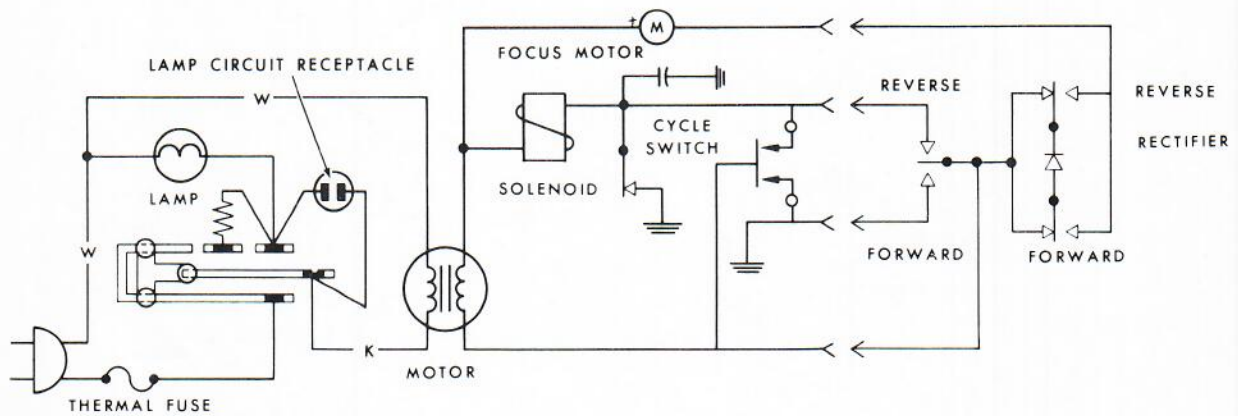 M
FOCUS MOTOR
LAMP CIRCUIT RECEPTACLE
W
REVERSE
REVERSE
CYCLE
SWITCH
RECTIFIER
SOLENOID
LAMP
W
C
FORWARD
FORWARD
K
MOTOR
THERMAL FUSE